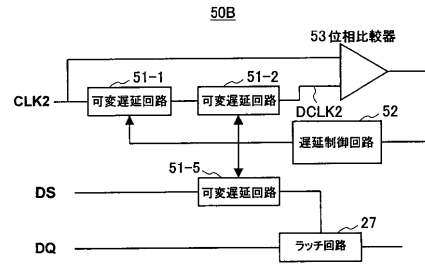 50B
53位相比較器
51-1
51-2
CLK2
可変遅延回路
可変遅延回路
DCLK2
52
遅延制御回路
51-5
DS
可変遅延回路
27
DQ
ラッチ回路